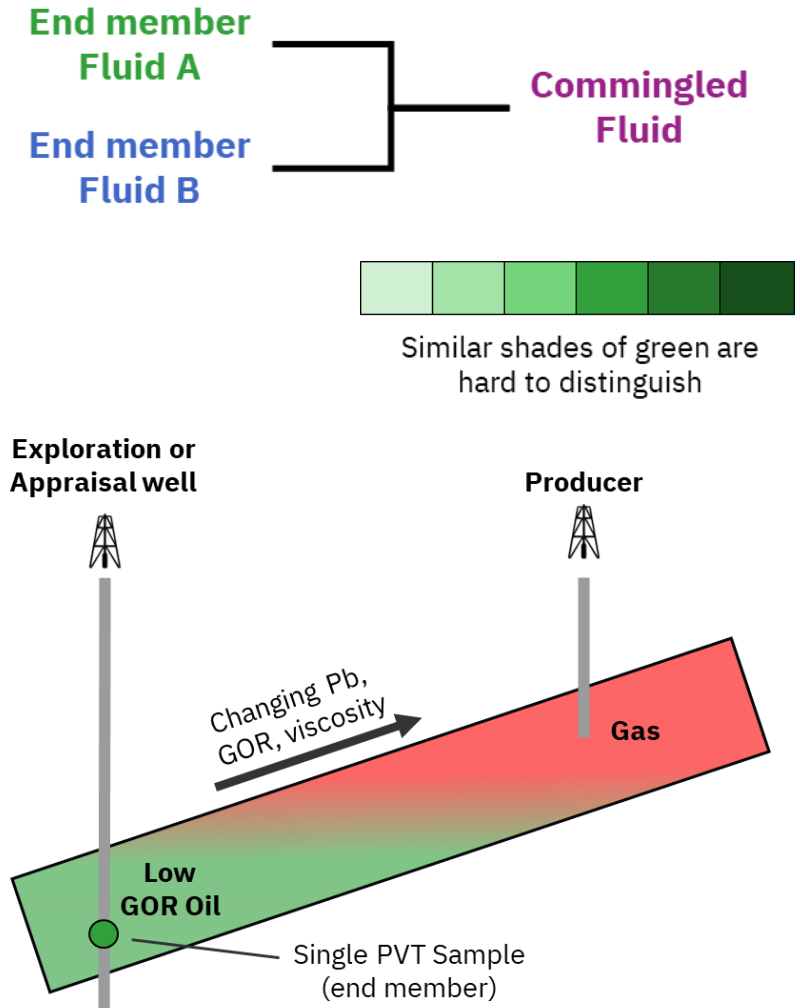 End member
Fluid A
Commingled
Fluid
End member
Fluid B
Similar shades of green are
hard to distinguish
Exploration or
Appraisal well
Producer
Changing Pb,
GOR, viscosity
Gas
Low
GOR Oil
Single PVT Sample
(end member)